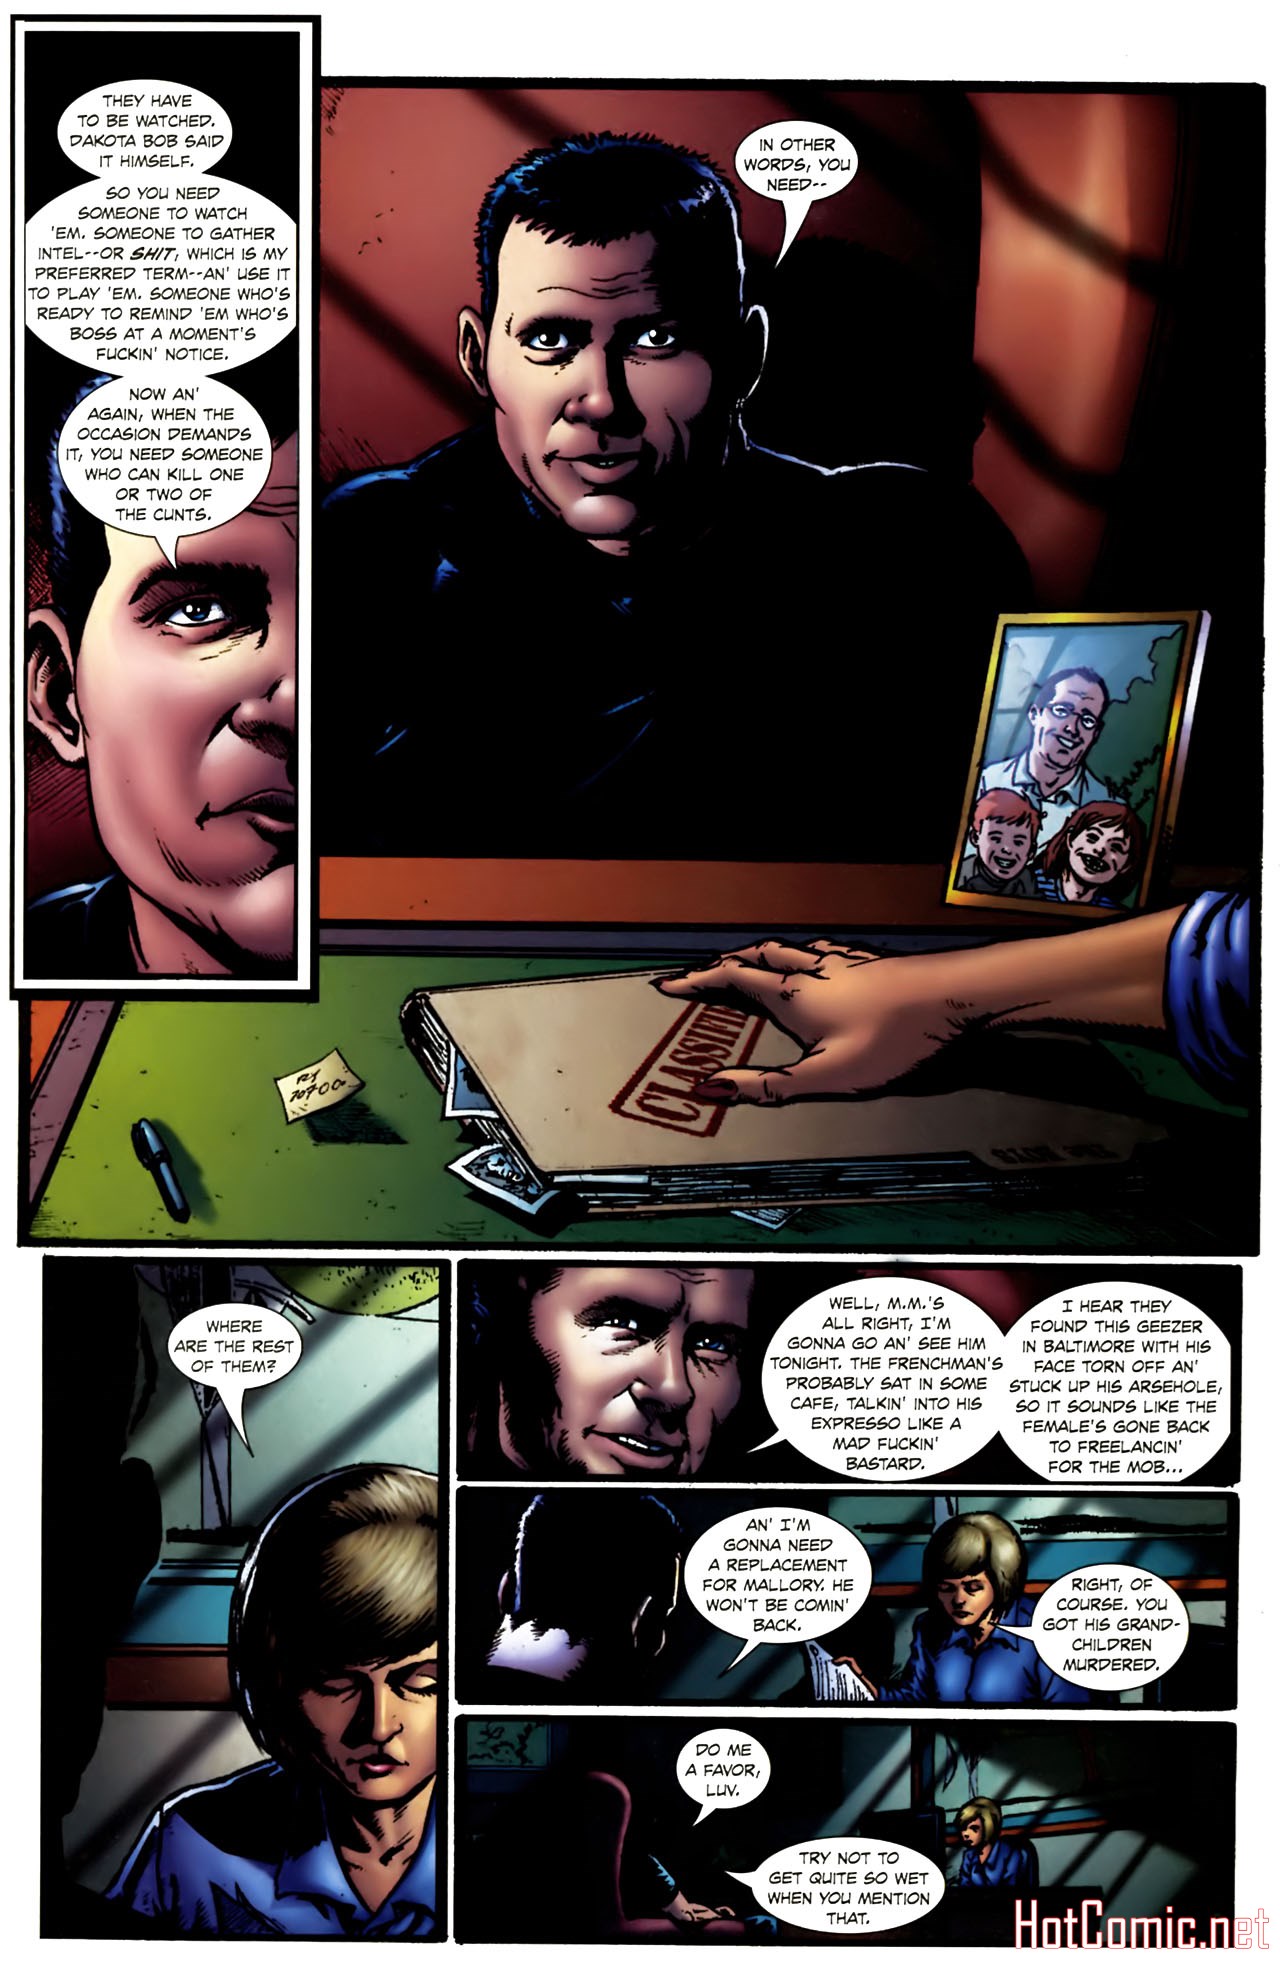 THEY HAVE
TO BE WATCHED.
DAKOTA BOB SAID
IT HIMSELF.
SO YOU NEED
SOMEONE TO WATCH
'EM. SOMEONE TO GATHER
INTEL--OR SHIT, WHICH IS MY
PREFERRED TERM--AN' USE IT
TO PLAY 'EM. SOMEONE WHO'S
READY TO REMIND 'EM WHO'S
BOSS AT A MOMENT'S
FUCKIN' NOTICE.
NOW AN'
AGAIN, WHEN THE
OCCASION DEMANDS
IT, YOU NEED SOMEONE
WHO CAN KILL ONE
OR TWO OF
THE CUNTS.
IN OTHER
WORDS, YOU
NEED--
CLASSIFI
WHERE
ARE THE REST
OF THEM?
WELL, M.M.'S
ALL RIGHT, I'M
GONNA GO AN' SEE HIM
TONIGHT. THE FRENCHMAN'S
PROBABLY SAT IN SOME
CAFE, TALKIN' INTO HIS
EXPRESSO LIKE A
MAD FUCKIN'
BASTARD.
I HEAR THEY
FOUND THIS GEEZER
IN BALTIMORE WITH HIS
FACE TORN OFF AN'
STUCK UP HIS ARSEHOLE,
SO IT SOUNDS LIKE THE
FEMALE'S GONE BACK
TO FREELANCIN'
FOR THE MOB...
AN' I'M
GONNA NEED
A REPLACEMENT
FOR MALLORY. HE
WON'T BE COMIN'
BACK.
RIGHT, OF
COURSE. YOU
GOT HIS GRAND-
CHILDREN
MURDERED.
DO ME
A FAVOR,
LUV.
TRY NOT TO
GET QUITE SO WET
WHEN YOU MENTION
THAT.
HotComic.net